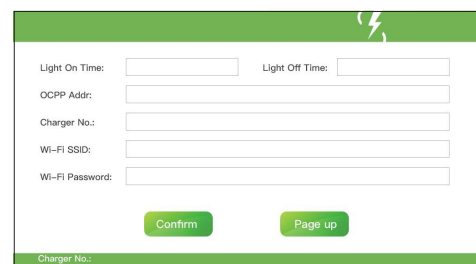 Light On Time: Light Off Time:
OCPP Addr:
Charger No.:
Wi-Fi SSID:
Wi-Fi Password:
Confirm Page up
Charger No.: